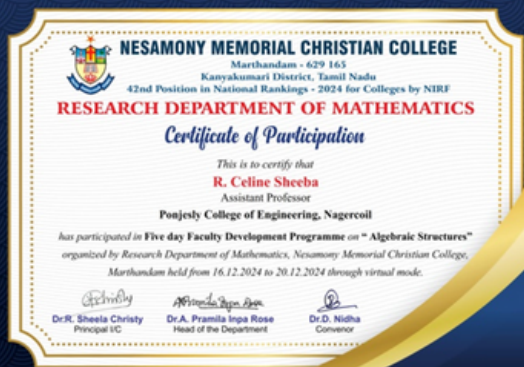 NESAMONY MEMORIAL CHRISTIAN COLLEGE
Marthandam - 629 165
Kanyakumari District, Tamil Nadu
42nd Position in National Rankings - 2024 for Colleges by NIRF
RESEARCH DEPARTMENT OF MATHEMATICS
Certificate of Participation
This is to certify that
R. Celine Sheeba
Assistant Professor
Ponjesly College of Engineering, Nagercoil
has participated in Five day Faculty Development Programme on “ Algebraic Structures”
organized by Research Department of Mathematics, Nesamony Memorial Christian College,
Marthandam held from 16.12.2024 to 20.12.2024 through virtual mode.
Dr.R. Sheela Christy Dr.A. Pramila Inpa Rose Dr.D. Nidha
Principal I/C Head of the Department Convenor